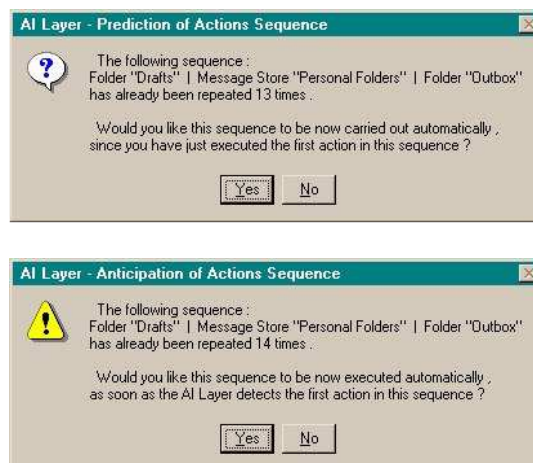 AI Layer - Prediction of Actions Sequence
The following sequence :
Folder "Drafts" | Message Store "Personal Folders" | Folder "Outbox"
has already been repeated 13 times .
Would you like this sequence to be now carried out automatically ,
since you have just executed the first action in this sequence ?
Yes No
AI Layer - Anticipation of Actions Sequence
The following sequence :
Folder "Drafts" | Message Store "Personal Folders" | Folder "Outbox"
has already been repeated 14 times .
Would you like this sequence to be now executed automatically ,
as soon as the AI Layer detects the first action in this sequence ?
Yes No